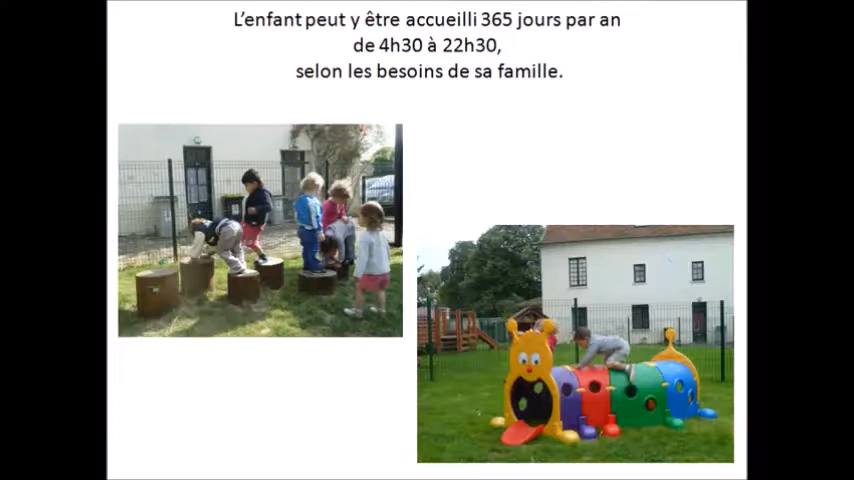 L'enfant peut y être accueilli 365 jours par an
de 4h30 à 22h30,
selon les besoins de sa famille.